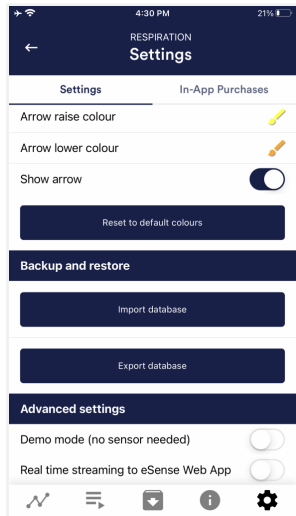 4:30 PM
21%
RESPIRATION
Settings
Settings
In-App Purchases
Arrow raise colour
Arrow lower colour
Show arrow
Reset to default colours
Backup and restore
Import database
Export database
Advanced settings
Demo mode (no sensor needed)
Real time streaming to eSense Web App